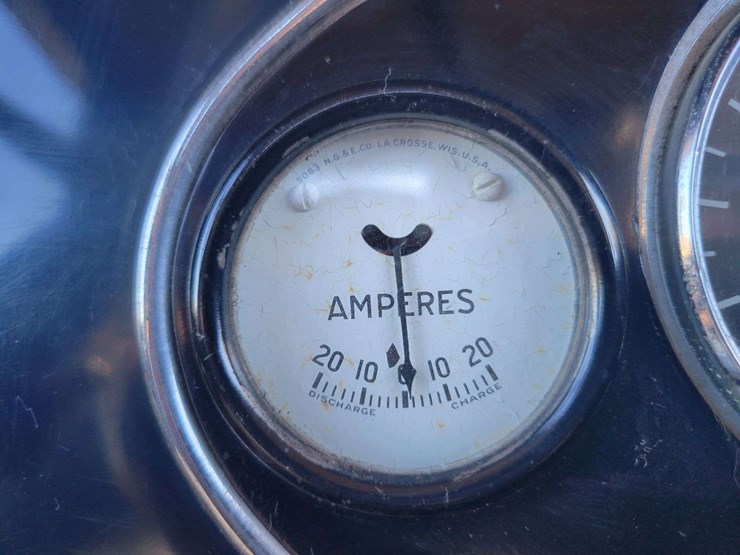 5083 N.G.&E.CO. LA CROSSE, WIS., U.S.A.
AMPERES
20 10 0 10 20
DISCHARGE CHARGE